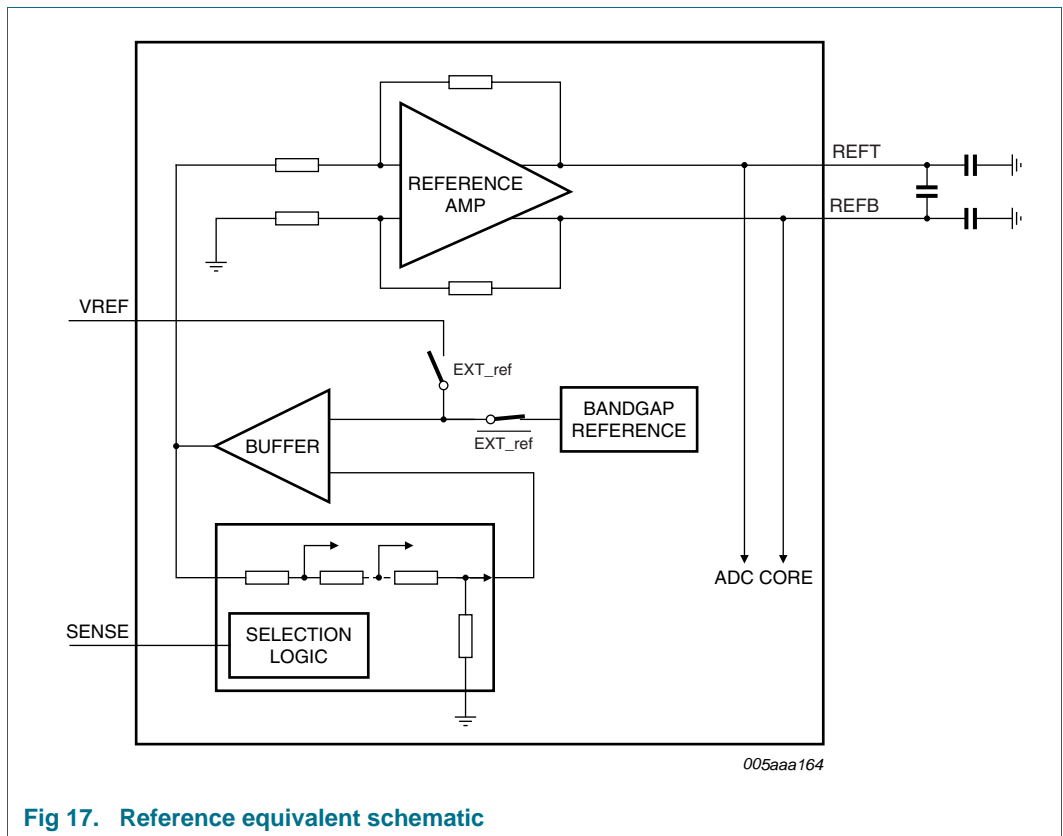 REFERENCE
AMP
REFT
REFB
VREF
EXT_ref
BANDGAP
REFERENCE
EXT_ref
BUFFER
ADC CORE
SENSE
SELECTION
LOGIC
005aaa164
Fig 17. Reference equivalent schematic